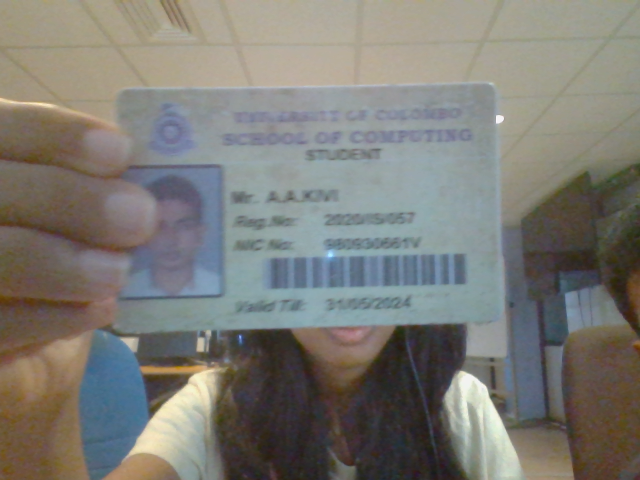 UNIVERSITY OF COLOMBO
SCHOOL OF COMPUTING
STUDENT
Mr. A.A.KIVI
Reg.No: 2020/IS/057
NIC No: 980930661V
Valid Till: 31/05/2024